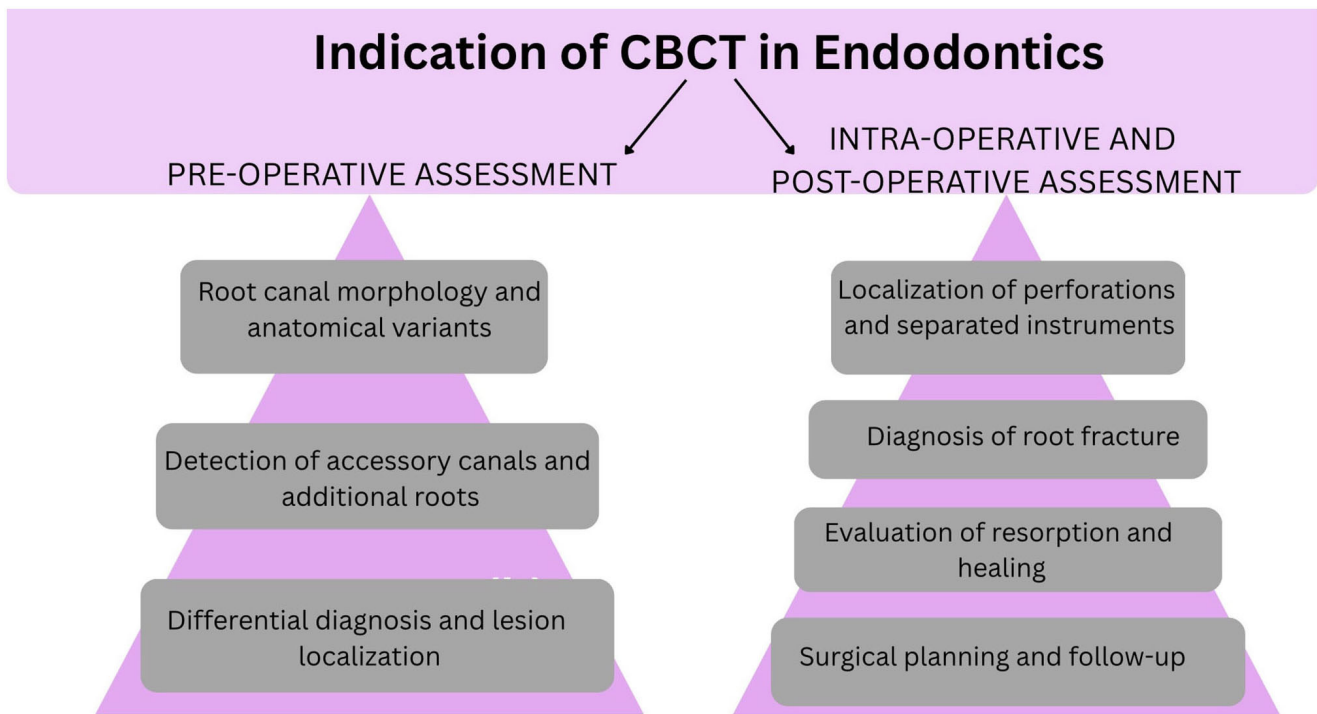 Indication of CBCT in Endodontics
PRE-OPERATIVE ASSESSMENT
Root canal morphology and
anatomical variants
Detection of accessory canals and
additional roots
Differential diagnosis and lesion
localization
INTRA-OPERATIVE AND
POST-OPERATIVE ASSESSMENT
Localization of perforations
and separated instruments
Diagnosis of root fracture
Evaluation of resorption and
healing
Surgical planning and follow-up